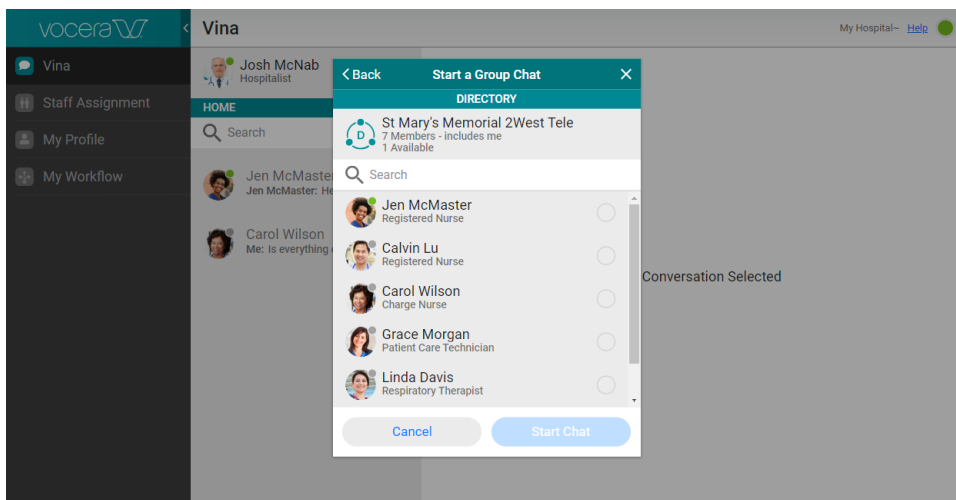 vocera
Vina
My Hospital~ Help
Vina
Staff Assignment
My Profile
My Workflow
Josh McNab
Hospitalist
HOME
Search
Jen McMaster
Jen McMaster: He
Carol Wilson
Me: Is everything
Back
Start a Group Chat
DIRECTORY
D
St Mary's Memorial 2West Tele
7 Members - includes me
1 Available
Search
Jen McMaster
Registered Nurse
Calvin Lu
Registered Nurse
Carol Wilson
Charge Nurse
Grace Morgan
Patient Care Technician
Linda Davis
Respiratory Therapist
Cancel
Start Chat
Conversation Selected